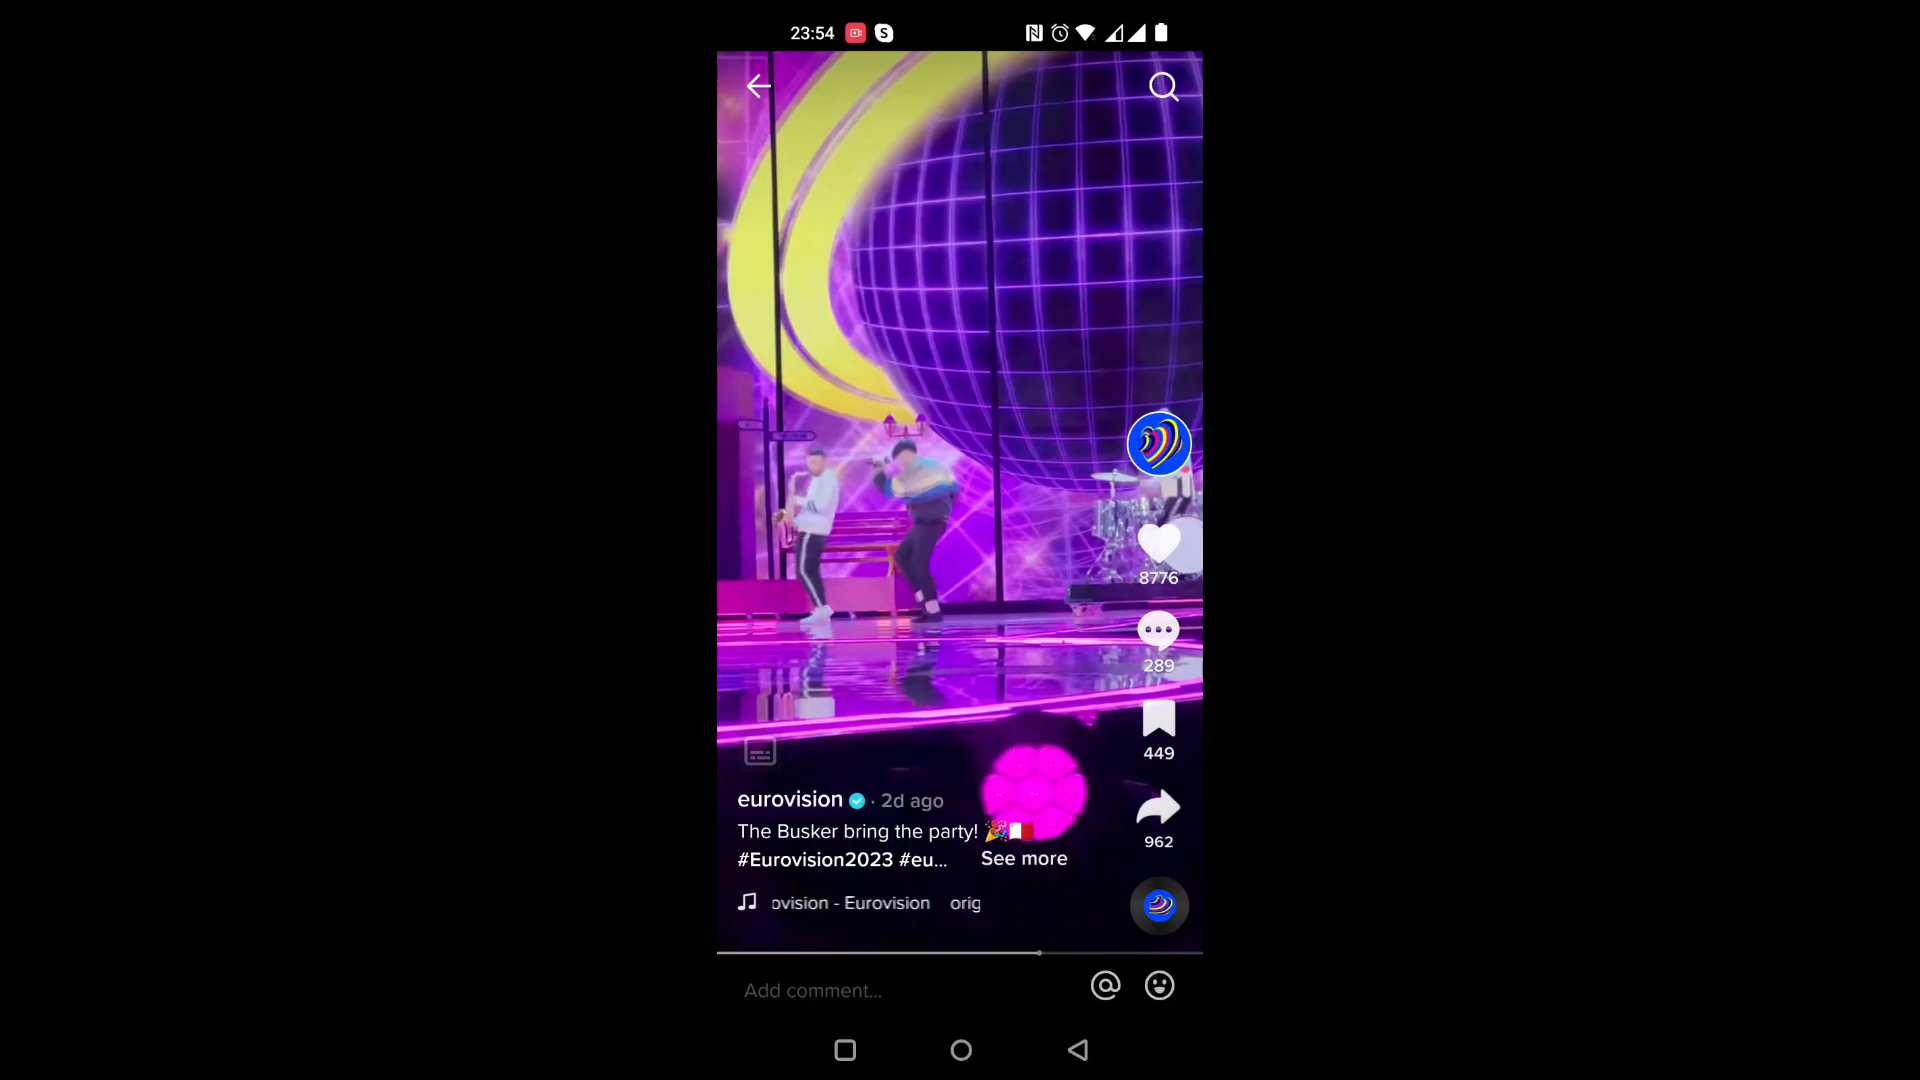 23:54
8776
289
449
eurovision · 2d ago
The Busker bring the party! 🎉🇲🇹
#Eurovision2023 #eu... See more
962
ovision - Eurovision orig
Add comment...